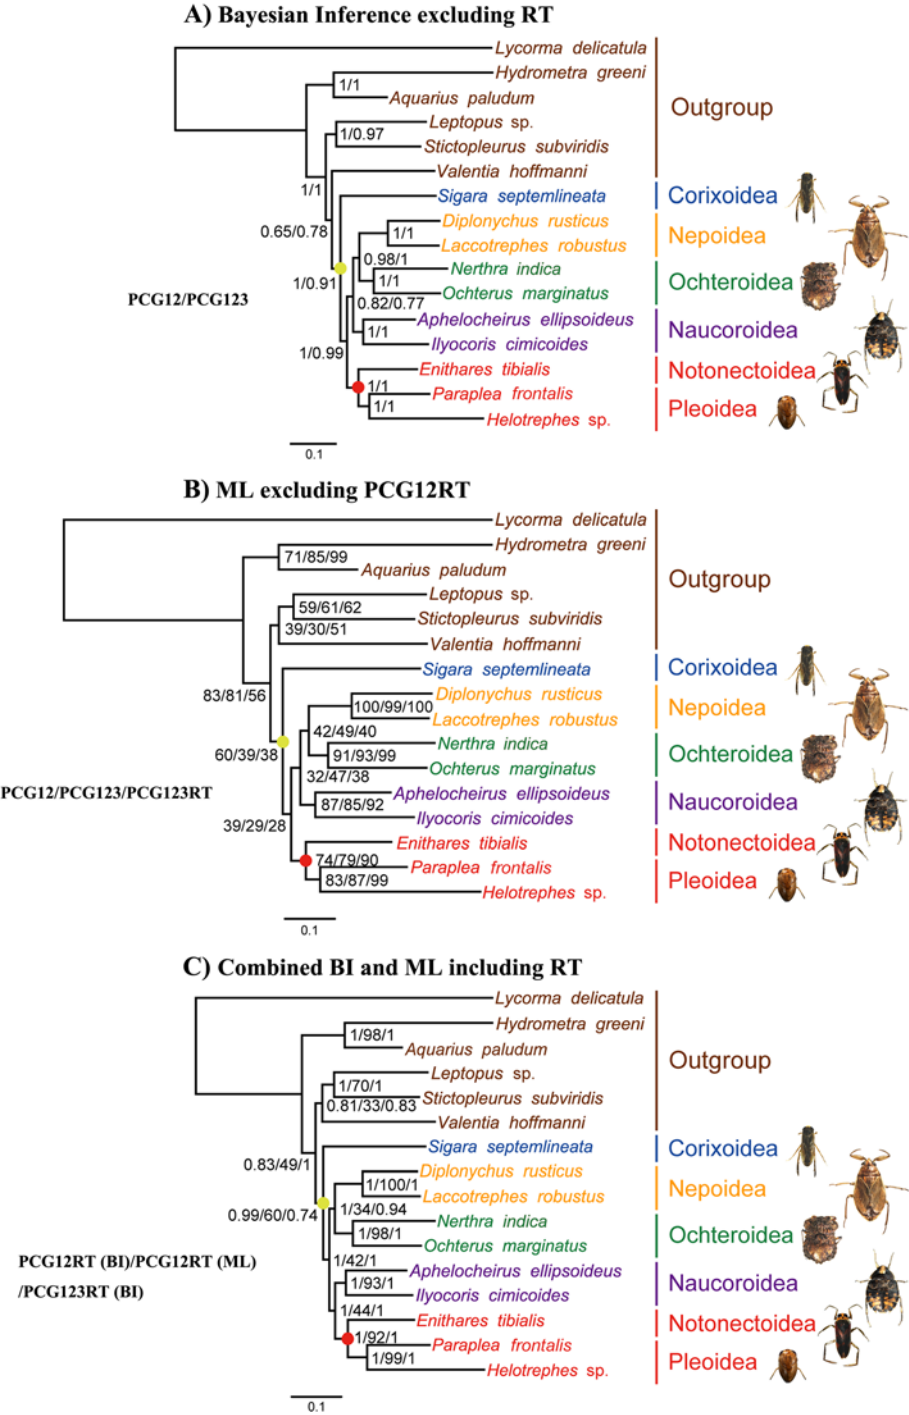 A) Bayesian Inference excluding RT
Lycorma delicatula
Hydrometra greeni
1/1
Aquarius paludum
Outgroup
Leptopus sp.
1/0.97
Stictopleurus subviridis
Valentia hoffmanni
1/1
Sigara septemlineata
Corixoidea
Diplonychus rusticus
0.65/0.78
1/1
Nepoidea
Laccotrephes robustus
0.98/1
Nerthra indica
1/0.91
1/1
Ochteroidea
Ochterus marginatus
PCG12/PCG123
0.82/0.77
Aphelocheirus ellipsoideus
1/1
Naucoroidea
Ilyocoris cimicoides
1/0.99
Enithares tibialis
Notonectoidea
1/1
Paraplea frontalis
1/1
Pleoidea
Helotrephes sp.
0.1
B) ML excluding PCG12RT
Lycorma delicatula
Hydrometra greeni
71/85/99
Aquarius paludum
Outgroup
Leptopus sp.
59/61/62
Stictopleurus subviridis
39/30/51
Valentia hoffmanni
Sigara septemlineata
Corixoidea
83/81/56
Diplonychus rusticus
100/99/100
Nepoidea
Laccotrephes robustus
42/49/40
Nerthra indica
60/39/38
91/93/99
Ochteroidea
Ochterus marginatus
32/47/38
PCG12/PCG123/PCG123RT
Aphelocheirus ellipsoideus
87/85/92
Naucoroidea
Ilyocoris cimicoides
39/29/28
Enithares tibialis
Notonectoidea
74/79/90
Paraplea frontalis
83/87/99
Pleoidea
Helotrephes sp.
0.1
C) Combined BI and ML including RT
Lycorma delicatula
Hydrometra greeni
1/98/1
Aquarius paludum
Outgroup
Leptopus sp.
1/70/1
Stictopleurus subviridis
0.81/33/0.83
Valentia hoffmanni
Sigara septemlineata
Corixoidea
0.83/49/1
Diplonychus rusticus
1/100/1
Nepoidea
Laccotrephes robustus
0.99/60/0.74
1/34/0.94
Nerthra indica
1/98/1
Ochteroidea
Ochterus marginatus
PCG12RT (BI)/PCG12RT (ML)
/PCG123RT (BI)
1/42/1
Aphelocheirus ellipsoideus
1/93/1
Naucoroidea
Ilyocoris cimicoides
1/44/1
Enithares tibialis
Notonectoidea
1/92/1
Paraplea frontalis
1/99/1
Pleoidea
Helotrephes sp.
0.1